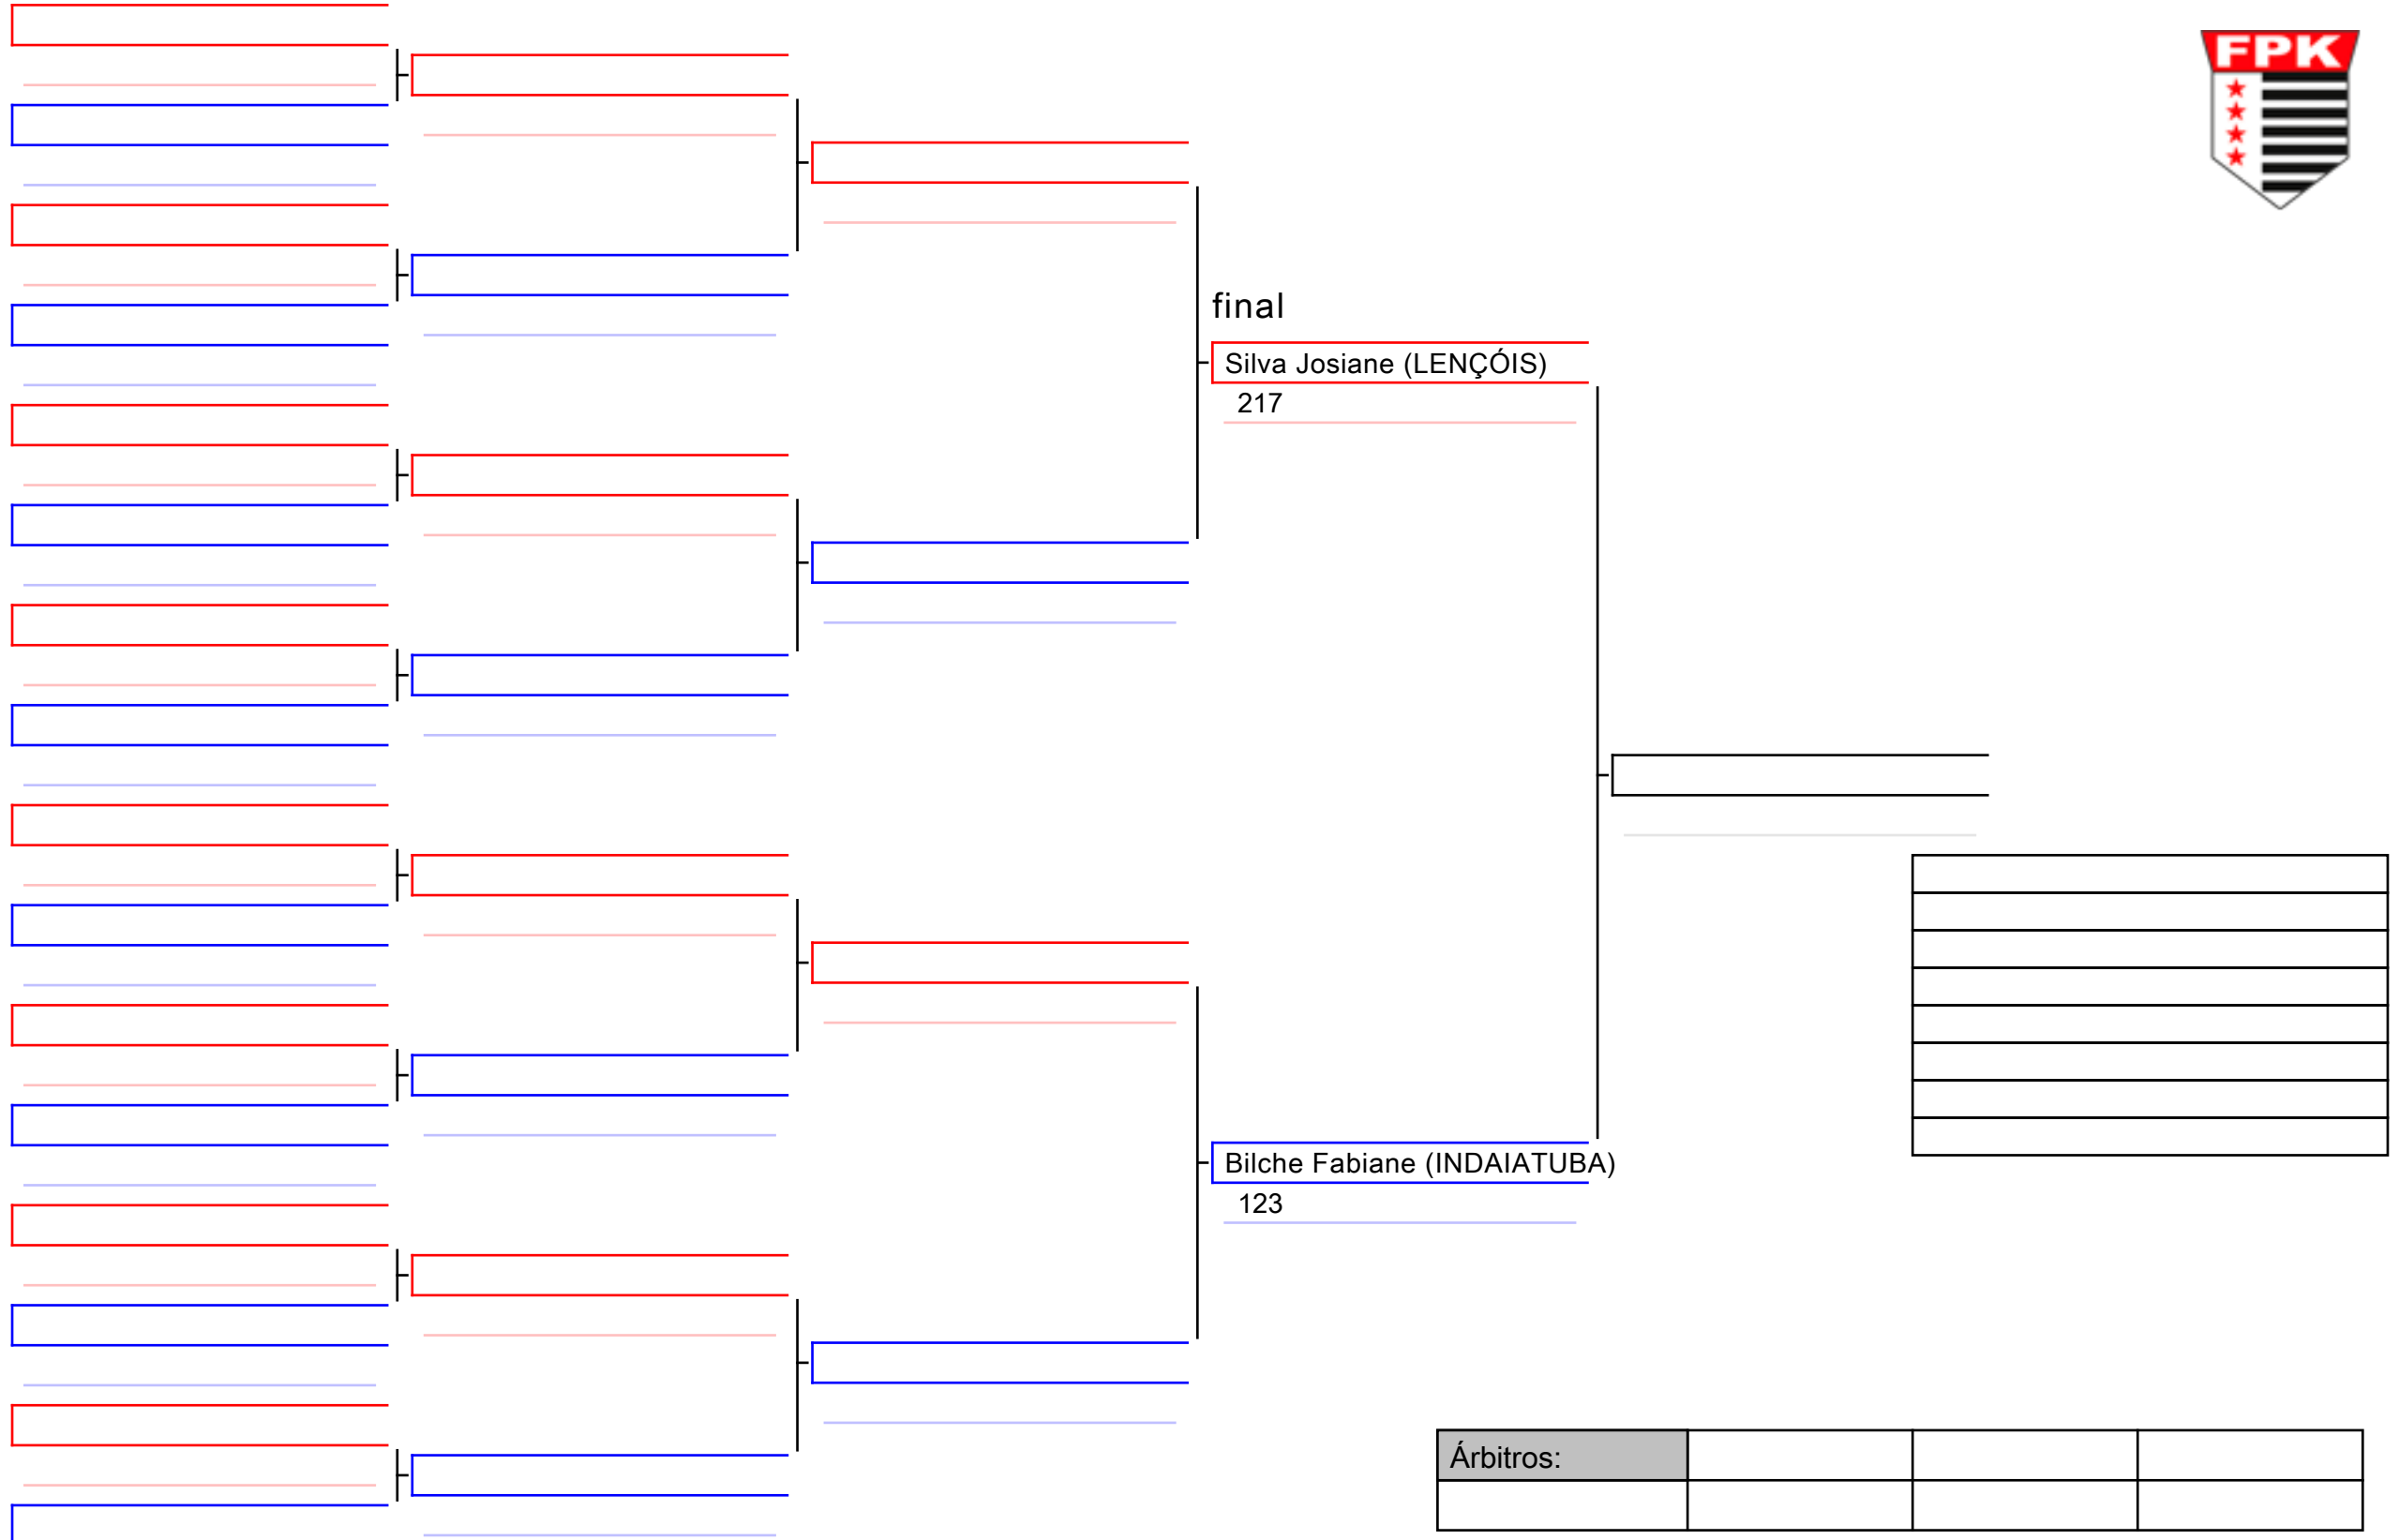 FPK
final
Silva Josiane (LENÇÓIS)
217
Bilche Fabiane (INDAIATUBA)
123
Árbitros: